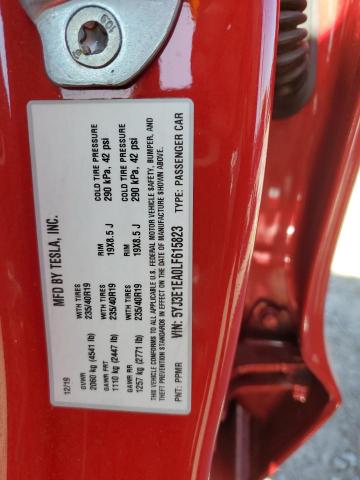 109
MFD BY TESLA, INC.
12/19
GVWR
2060 kg (4541 lb)
WITH TIRES
235/40R19
GAWR FRT
1110 kg (2447 lb)
WITH TIRES
235/40R19
RIM
19X8.5 J
COLD TIRE PRESSURE
290 kPa, 42 psi
GAWR RR
1257 kg (2771 lb)
WITH TIRES
235/40R19
RIM
19X8.5 J
COLD TIRE PRESSURE
290 kPa, 42 psi
THIS VEHICLE CONFORMS TO ALL APPLICABLE U.S. FEDERAL MOTOR VEHICLE SAFETY, BUMPER, AND
THEFT PREVENTION STANDARDS IN EFFECT ON THE DATE OF MANUFACTURE SHOWN ABOVE.
VIN: 5YJ3E1EA0LF615823
PNT: PPMR
TYPE: PASSENGER CAR